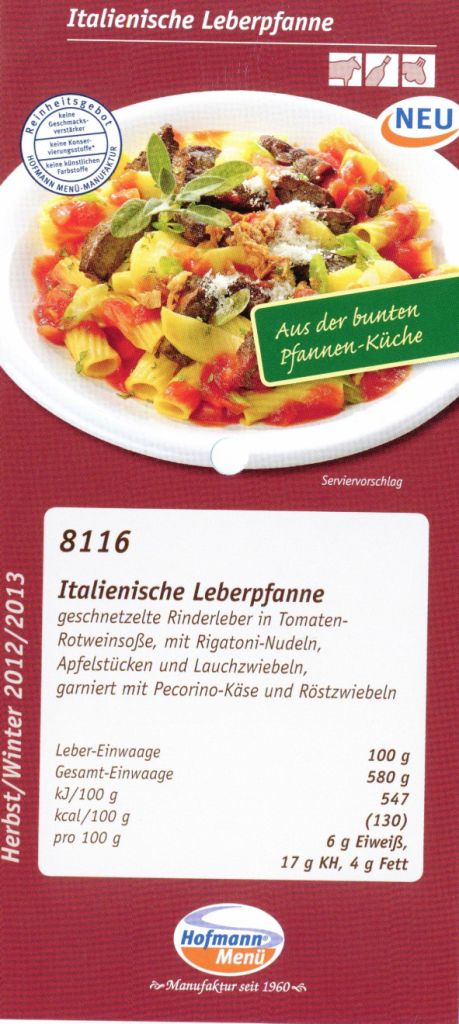 Italienische Leberpfanne
Reinheitsgebot
keine
Geschmacks-
verstärker
keine Konser-
vierungsstoffe*
keine künstlichen
Farbstoffe
HOFMANN MENÜ-MANUFAKTUR
NEU
Aus der bunten
Pfannen-Küche
Serviervorschlag
Herbst/Winter 2012/2013
8116
Italienische Leberpfanne
geschnetzelte Rinderleber in Tomaten-
Rotweinsoße, mit Rigatoni-Nudeln,
Apfelstücken und Lauchzwiebeln,
garniert mit Pecorino-Käse und Röstzwiebeln
Leber-Einwaage 100 g
Gesamt-Einwaage 580 g
kJ/100 g 547
kcal/100 g (130)
pro 100 g 6 g Eiweiß,
17 g KH, 4 g Fett
Hofmann®
Menü
Manufaktur seit 1960